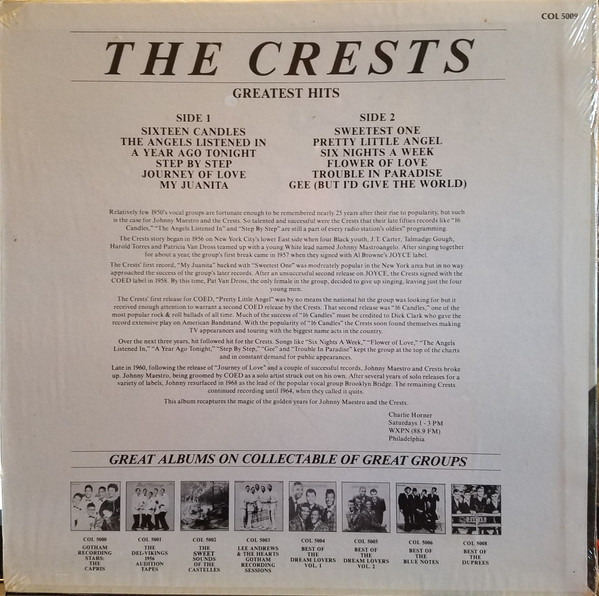 COL 5009
THE CRESTS
GREATEST HITS
SIDE 1
SIXTEEN CANDLES
THE ANGELS LISTENED IN
A YEAR AGO TONIGHT
STEP BY STEP
JOURNEY OF LOVE
MY JUANITA
SIDE 2
SWEETEST ONE
PRETTY LITTLE ANGEL
SIX NIGHTS A WEEK
FLOWER OF LOVE
TROUBLE IN PARADISE
GEE (BUT I'D GIVE THE WORLD)
Relatively few 1950's vocal groups are fortunate enough to be remembered nearly 25 years after their rise to popularity, but such
is the case for Johnny Maestro and the Crests. So talented and successful were the Crests that their late fifties records like "16
Candles," "The Angels Listened In" and "Step By Step" are still a part of every radio station's oldies" programming.
The Crests story began in 1956 on New York City's lower East side when four Black youth, J.T. Carter, Talmadge Gough,
Harold Torres and Patricia Van Dross teamed up with a young White lead named Johnny Mastroangelo. After singing together
for about a year, the group's first break came in 1957 when they signed with Al Browne's JOYCE label.
The Crests' first record, "My Juanita" backed with "Sweetest One" was modreately popular in the New York area but in no way
approached the success of the group's later records. After an unsuccessful second release on JOYCE, the Crests signed with the
COED label in 1958. By this time, Pat Van Dross, the only female in the group, decided to give up singing, leaving just the four
young men.
The Crests' first release for COED, "Pretty Little Angel" was by no means the national hit the group was looking for but it
received enough attention to warrant a second COED release by the Crests. That second release was "16 Candles," one of the
most popular rock & roll ballads of all time. Much of the success of "16 Candles" must be credited to Dick Clark who gave the
record extensive play on American Bandstand. With the popularity of "16 Candles" the Crests soon found themselves making
TV appearances and touring with the biggest name acts in the country.
Over the next three years, hit followed hit for the Crests. Songs like "Six Nights A Week," "Flower of Love," "The Angels
Listened In," "A Year Ago Tonight," "Step By Step," "Gee" and "Trouble In Paradise" kept the group at the top of the charts
and in constant demand for public appearances.
Late in 1960, following the release of "Journey of Love" and a couple of successful records, Johnny Maestro and Crests broke
up. Johnny Maestro, being groomed by COED as a solo artist struck out on his own. After several years of solo releases for a
variety of labels, Johnny resurfaced in 1968 as the lead of the popular vocal group Brooklyn Bridge. The remaining Crests
continued recording until 1964, when they called it quits.
This album recaptures the magic of the golden years for Johnny Maestro and the Crests.
Charlie Horner
Saturdays 1 - 3 PM
WXPN (88.9 FM)
Philadelphia
GREAT ALBUMS ON COLLECTABLE OF GREAT GROUPS
COL 5000
GOTHAM
RECORDING
STARS:
THE
CAPRIS
COL 5001
THE
DEL-VIKINGS
1956
AUDITION
TAPES
COL 5002
THE
SWEET
SOUNDS
OF THE
CASTELLES
COL 5003
LEE ANDREWS
& THE HEARTS
GOTHAM
RECORDING
SESSIONS
COL 5004
BEST OF
THE
DREAM LOVERS
VOL. 1
COL 5005
BEST OF
THE
DREAM LOVERS
VOL. 2
COL 5006
BEST OF
THE
BLUE NOTES
COL 5008
BEST OF
THE
DUPREES